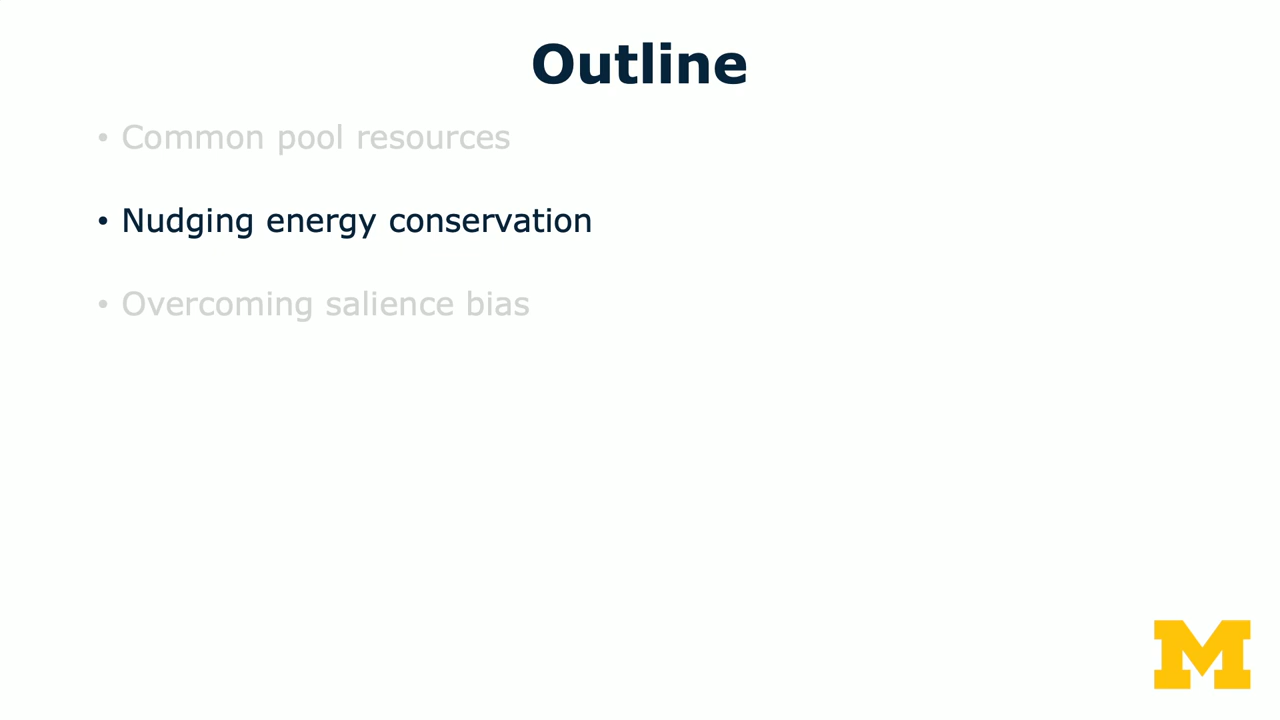 Outline
• Common pool resources
• Nudging energy conservation
• Overcoming salience bias
M